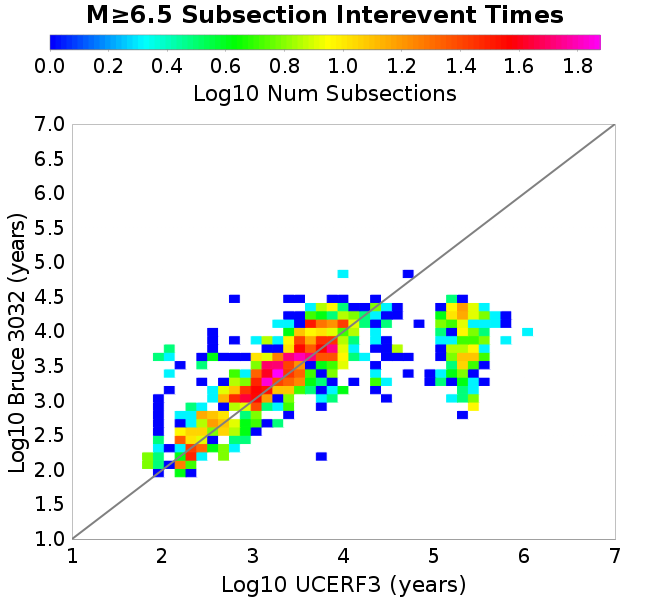 M≥6.5 Subsection Interevent Times
0.0 0.2 0.4 0.6 0.8 1.0 1.2 1.4 1.6 1.8
Log10 Num Subsections
7.0
6.5
6.0
5.5
5.0
4.5
4.0
3.5
3.0
2.5
2.0
1.5
1.0
Log10 Bruce 3032 (years)
1 2 3 4 5 6 7
Log10 UCERF3 (years)